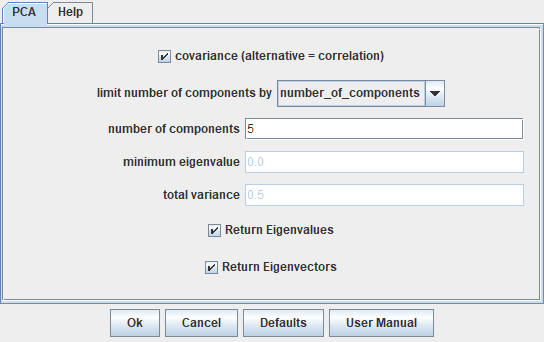 PCA Help
covariance (alternative = correlation)
limit number of components by number_of_components
number of components 5
minimum eigenvalue 0.0
total variance 0.5
Return Eigenvalues
Return Eigenvectors
Ok Cancel Defaults User Manual